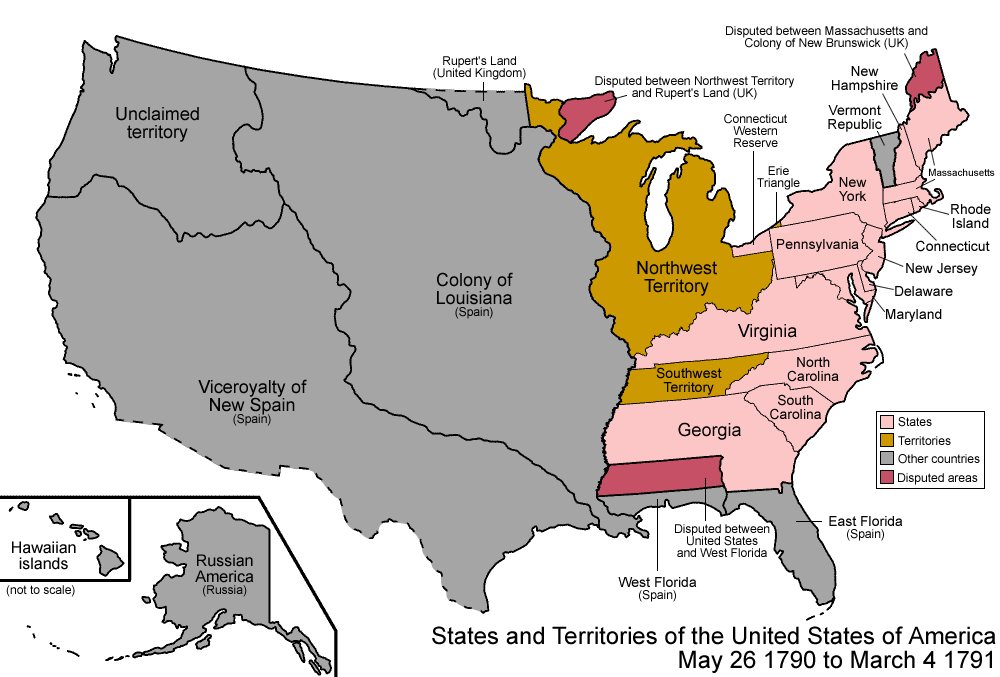 Disputed between Massachusetts and
Colony of New Brunswick (UK)
Rupert's Land
(United Kingdom)
Disputed between Northwest Territory
and Rupert's Land (UK)
New
Hampshire
Vermont
Republic
Connecticut
Western
Reserve
Erie
Triangle
Massachusetts
Unclaimed
territory
New
York
Rhode
Island
Connecticut
Pennsylvania
New Jersey
Delaware
Maryland
Northwest
Territory
Colony of
Louisiana
(Spain)
Virginia
Viceroyalty of
New Spain
(Spain)
Southwest
Territory
North
Carolina
South
Carolina
Georgia
States
Territories
Other countries
Disputed areas
Disputed between
United States
and West Florida
East Florida
(Spain)
West Florida
(Spain)
Hawaiian
islands
(not to scale)
Russian
America
(Russia)
States and Territories of the United States of America
May 26 1790 to March 4 1791